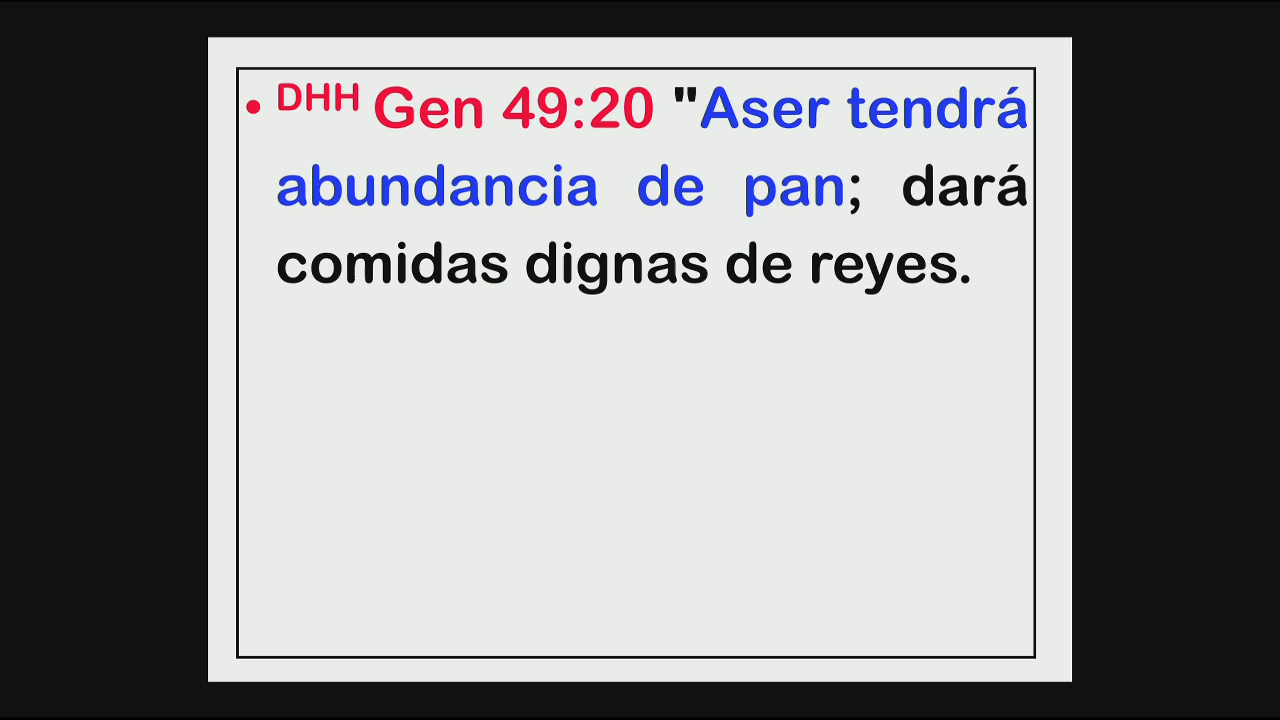 • DHH Gen 49:20 "Aser tendrá
abundancia de pan; dará
comidas dignas de reyes.